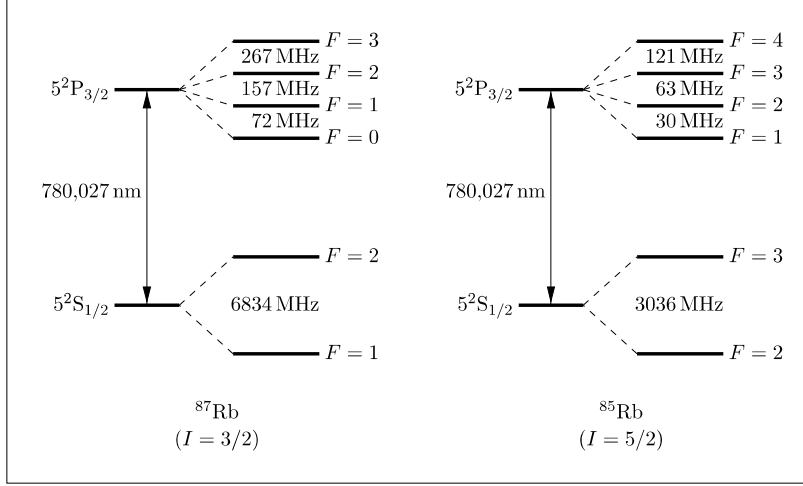 F = 3
267 MHz
F = 2
5²P₃/₂
157 MHz
F = 1
72 MHz
F = 0
780,027 nm
F = 2
5²S₁/₂
6834 MHz
F = 1
⁸⁷Rb
(I = 3/2)
F = 4
121 MHz
F = 3
5²P₃/₂
63 MHz
F = 2
30 MHz
F = 1
780,027 nm
F = 3
5²S₁/₂
3036 MHz
F = 2
⁸⁵Rb
(I = 5/2)